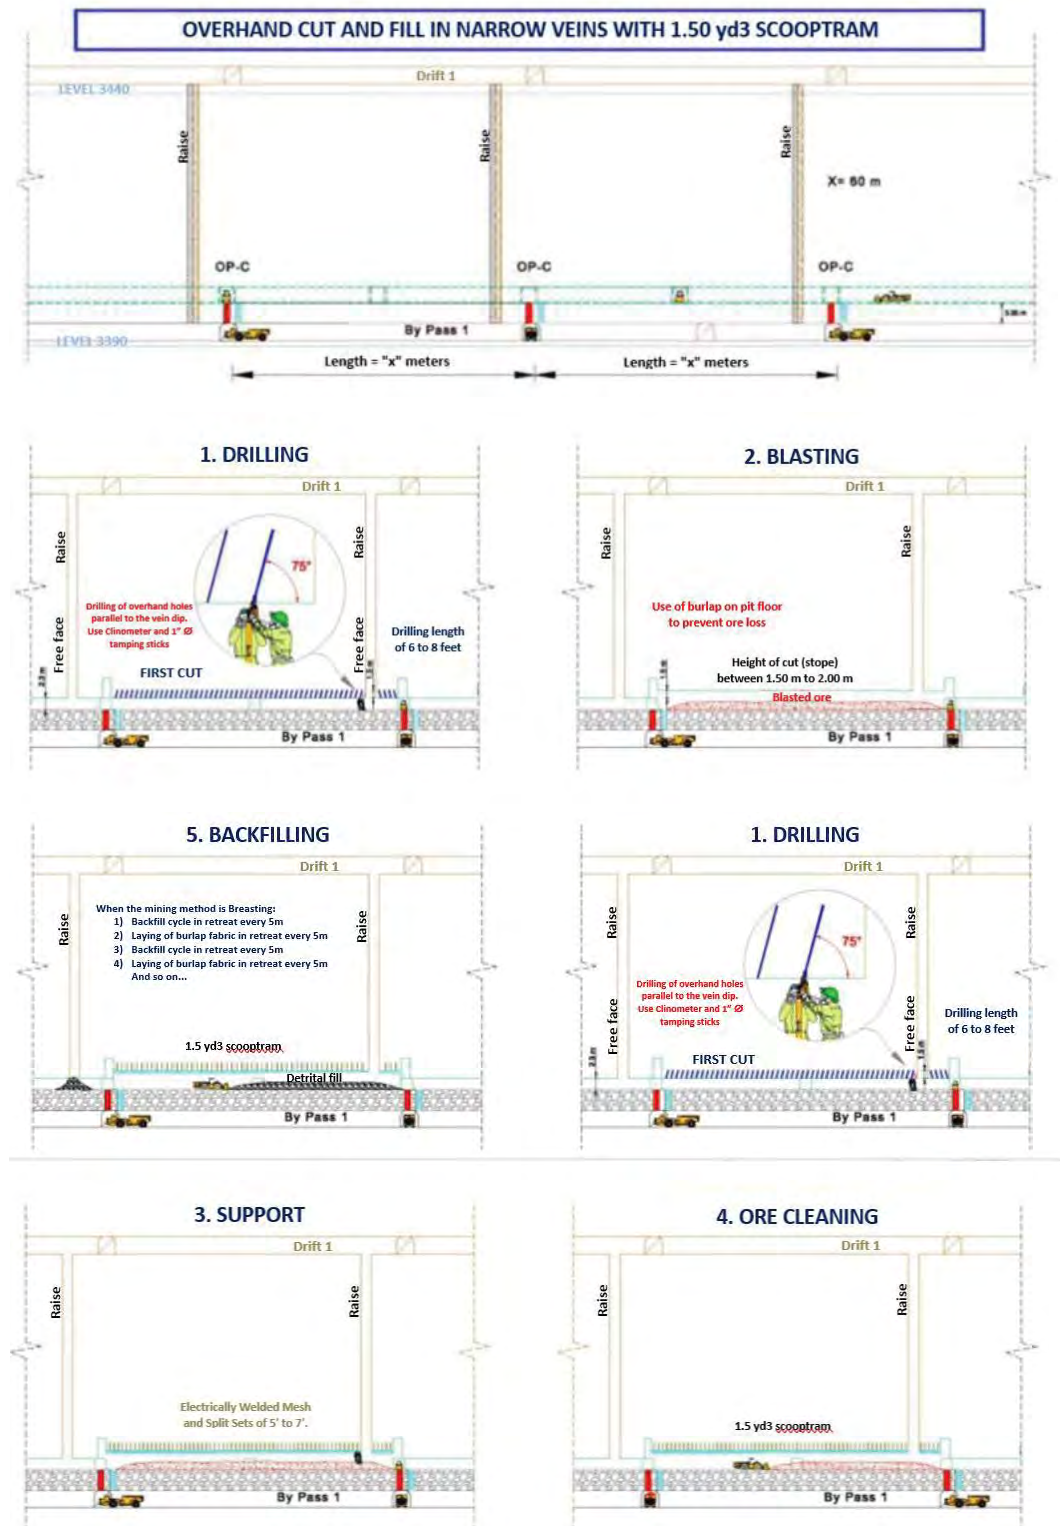 OVERHAND CUT AND FILL IN NARROW VEINS WITH 1.50 yd3 SCOOPTRAM
Drift 1
LEVEL 3440
Raise
Raise
Raise
X= 60 m
OP-C
OP-C
OP-C
By Pass 1
LEVEL 3390
Length = "x" meters
Length = "x" meters
1. DRILLING
Drift 1
Raise
Raise
75°
Drilling of overhand holes
parallel to the vein dip.
Use Clinometer and 1" Ø
tamping sticks
Free face
Free face
Drilling length
of 6 to 8 feet
FIRST CUT
2.3 m
1.5 m
By Pass 1
2. BLASTING
Drift 1
Raise
Raise
Use of burlap on pit floor
to prevent ore loss
Height of cut (stope)
between 1.50 m to 2.00 m
1.5 m
Blasted ore
By Pass 1
5. BACKFILLING
Drift 1
When the mining method is Breasting:
1) Backfill cycle in retreat every 5m
2) Laying of burlap fabric in retreat every 5m
3) Backfill cycle in retreat every 5m
4) Laying of burlap fabric in retreat every 5m
And so on...
Raise
Raise
1.5 yd3 scooptram
Detrital fill
By Pass 1
1. DRILLING
Drift 1
Raise
Raise
75°
Drilling of overhand holes
parallel to the vein dip.
Use Clinometer and 1" Ø
tamping sticks
Free face
Free face
Drilling length
of 6 to 8 feet
FIRST CUT
2.3 m
1.5 m
By Pass 1
3. SUPPORT
Drift 1
Raise
Raise
Electrically Welded Mesh
and Split Sets of 5' to 7'.
By Pass 1
4. ORE CLEANING
Drift 1
Raise
Raise
1.5 yd3 scooptram
By Pass 1